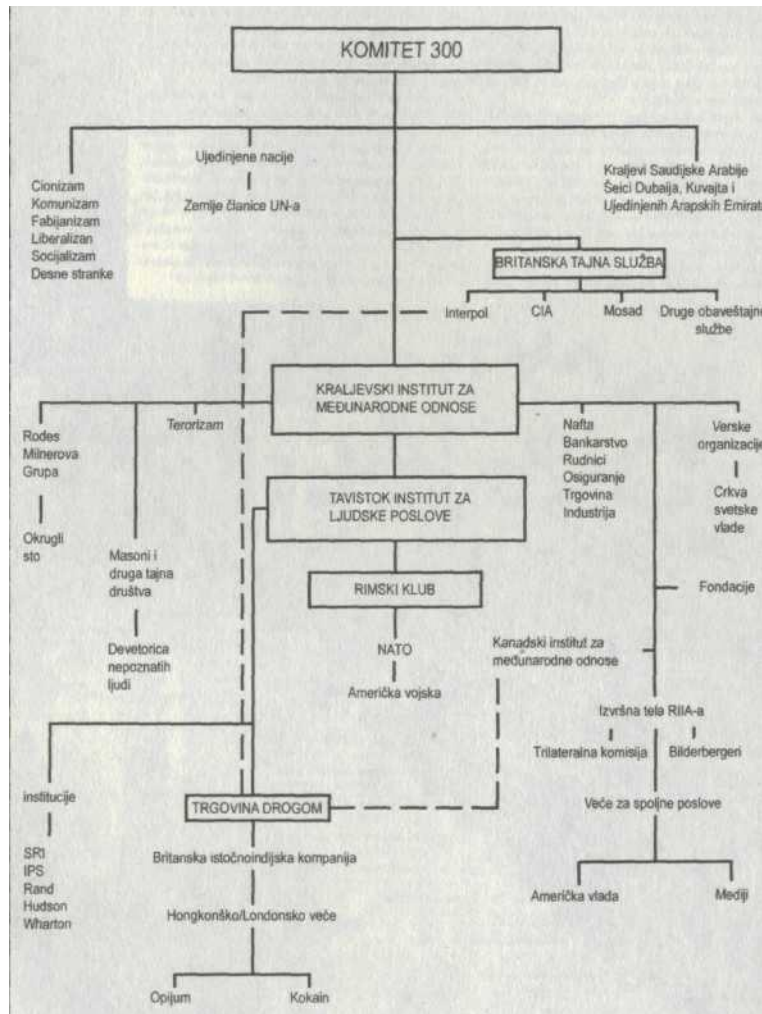 KOMITET 300
Ujedinjene nacije
Zemlje članice UN-a
Cionizam
Komunizam
Fabijanizam
Liberalizan
Socijalizam
Desne stranke
Kraljevi Saudijske Arabije
Šeici Dubaija, Kuvajta i
Ujedinjenih Arapskih Emirata
BRITANSKA TAJNA SLUŽBA
Interpol
CIA
Mosad
Druge obaveštajne
službe
KRALJEVSKI INSTITUT ZA
MEĐUNARODNE ODNOSE
Rodes
Milnerova
Grupa
Okrugli
sto
Terorizam
Masoni i
druga tajna
društva
Devetorica
nepoznatih
ljudi
Nafta
Bankarstvo
Rudnici
Osiguranje
Trgovina
Industrija
Verske
organizacije
Crkva
svetske
vlade
TAVISTOK INSTITUT ZA
LJUDSKE POSLOVE
RIMSKI KLUB
NATO
Američka vojska
Fondacije
Kanadski institut za
međunarodne odnose
Izvršna tela RIIA-a
Trilateralna komisija
Bilderbergeri
Veće za spoljne poslove
Američka vlada
Mediji
institucije
SRI
IPS
Rand
Hudson
Wharton
TRGOVINA DROGOM
Britanska istočnoindijska kompanija
Hongkonško/Londonsko veče
Opijum
Kokain